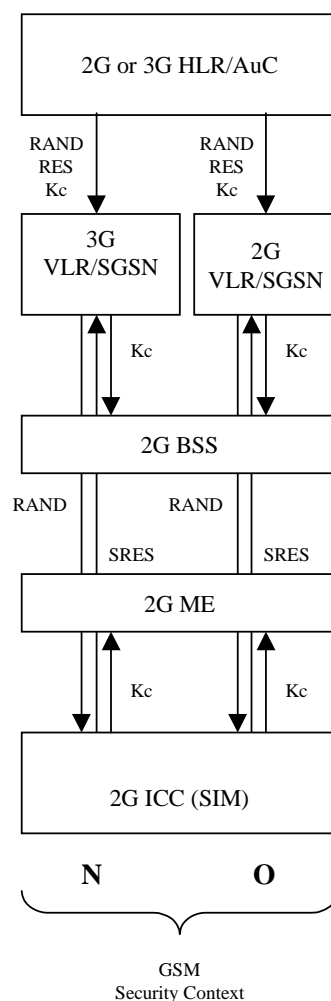 2G or 3G HLR/AuC
RAND
RES
Kc
RAND
RES
Kc
3G
VLR/SGSN
2G
VLR/SGSN
Kc
Kc
2G BSS
RAND
RAND
SRES
SRES
2G ME
Kc
Kc
2G ICC (SIM)
N
O
GSM
Security Context